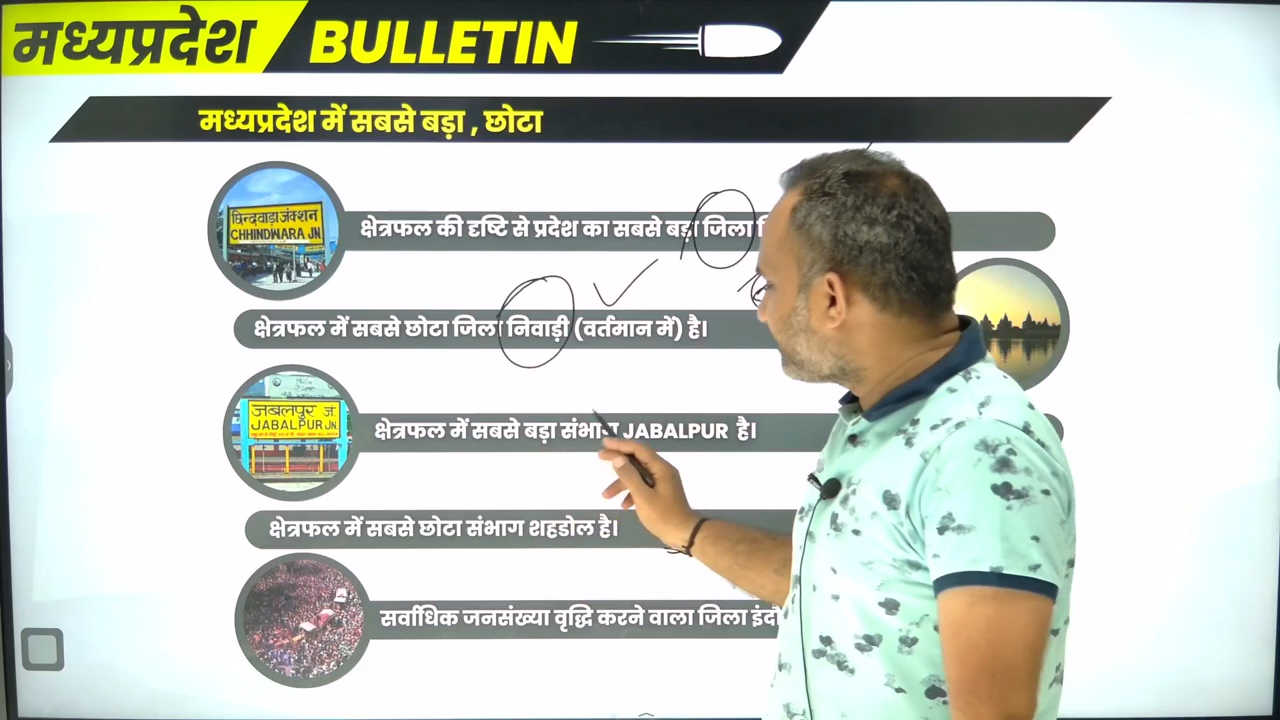 मध्यप्रदेश BULLETIN
मध्यप्रदेश में सबसे बड़ा , छोटा
छिन्दवाड़ा जंक्शन
CHHINDWARA JN.
क्षेत्रफल की दृष्टि से प्रदेश का सबसे बड़ा जिला
क्षेत्रफल में सबसे छोटा जिला निवाड़ी (वर्तमान में) है।
जबलपुर जं
JABALPUR JN.
क्षेत्रफल में सबसे बड़ा संभाग JABALPUR है।
क्षेत्रफल में सबसे छोटा संभाग शहडोल है।
सर्वाधिक जनसंख्या वृद्धि करने वाला जिला